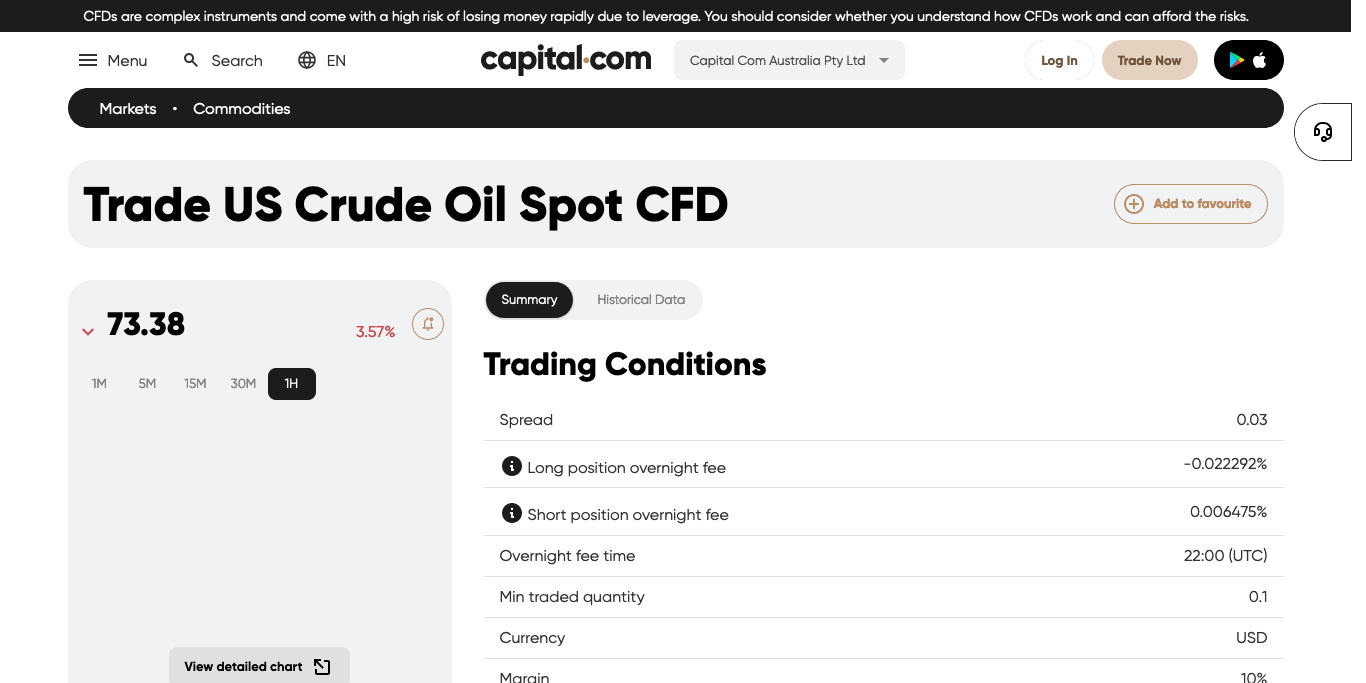 CFDs are complex instruments and come with a high risk of losing money rapidly due to leverage. You should consider whether you understand how CFDs work and can afford the risks.
Menu Search EN capital.com Capital Com Australia Pty Ltd Log In Trade Now
Markets • Commodities
Trade US Crude Oil Spot CFD Add to favourite
73.38 3.57%
1M 5M 15M 30M 1H
View detailed chart
Summary Historical Data
Trading Conditions
Spread 0.03
Long position overnight fee -0.022292%
Short position overnight fee 0.006475%
Overnight fee time 22:00 (UTC)
Min traded quantity 0.1
Currency USD
Margin 10%